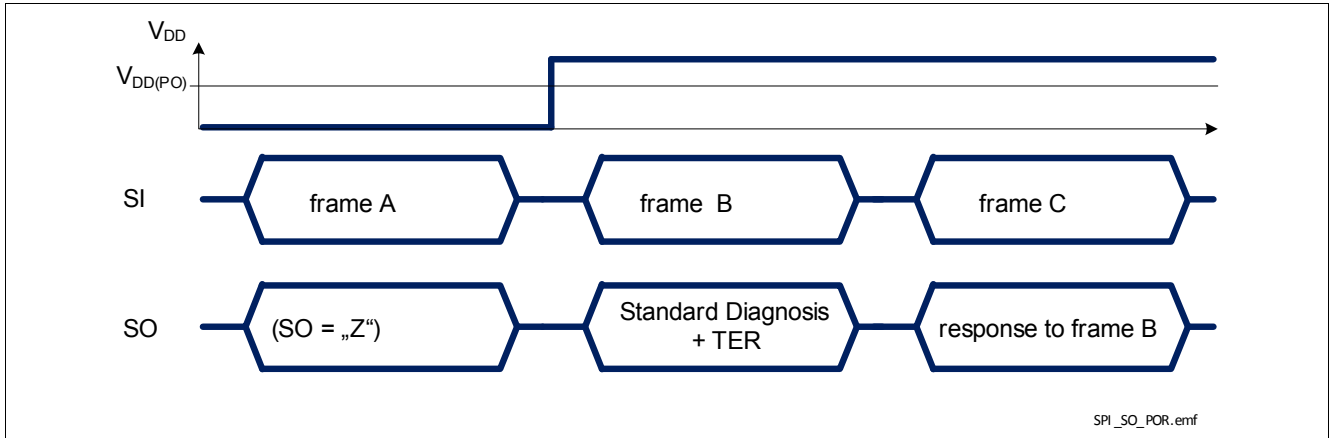 VDD
VDD(PO)
SI
frame A
frame B
frame C
SO
(SO = „Z“)
Standard Diagnosis
+ TER
response to frame B
SPI_SO_POR.emf